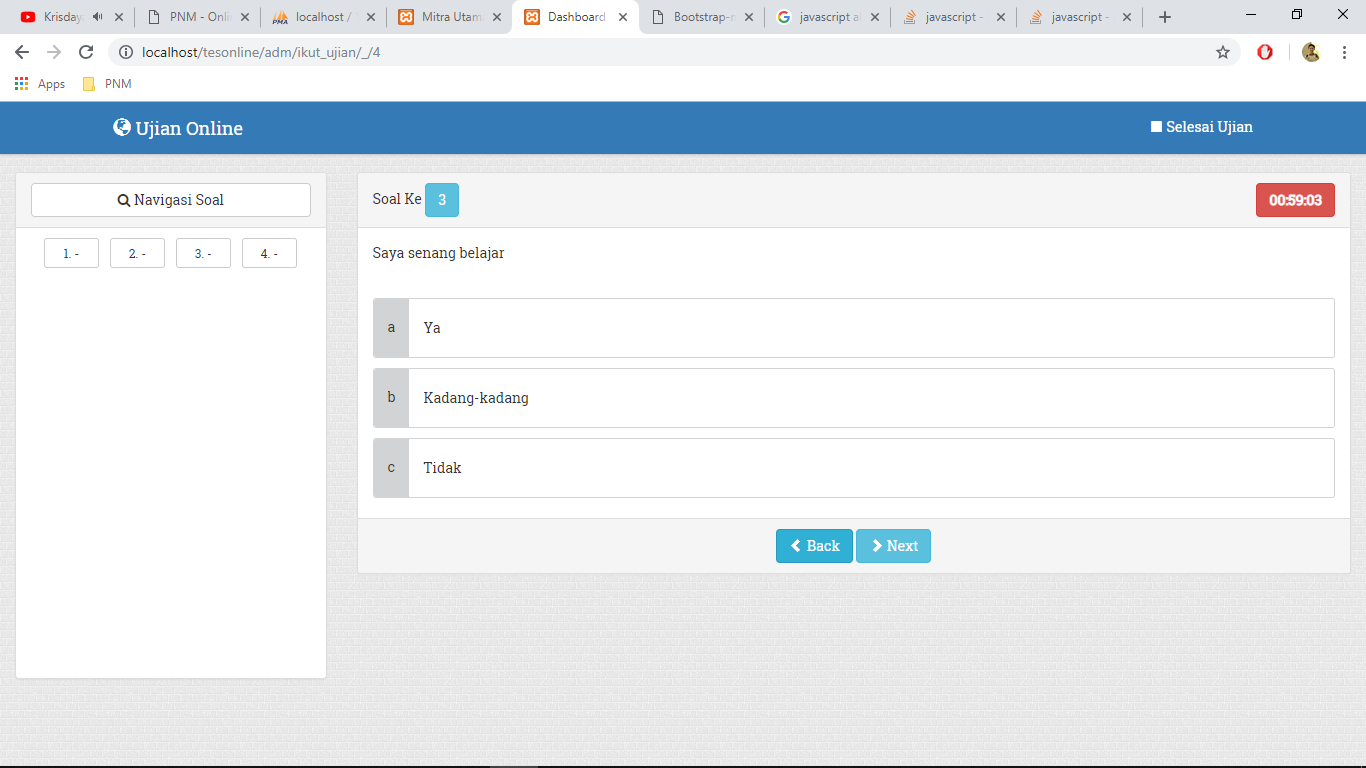 Krisday
PNM - Onli
localhost /
Mitra Utam
Dashboard
Bootstrap-
javascript a
javascript -
javascript -
localhost/tesonline/adm/ikut_ujian/_/4
Apps
PNM
Ujian Online
Selesai Ujian
Navigasi Soal
1. - 2. - 3. - 4. -
Soal Ke 3
00:59:03
Saya senang belajar
a Ya
b Kadang-kadang
c Tidak
Back Next